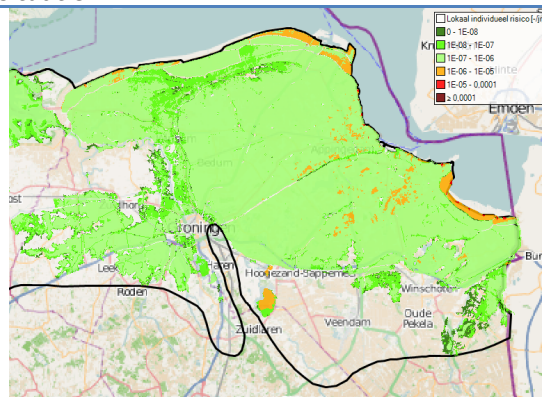 Lokaal individueel risico [-/j
0 - 1E-08
1E-08 - 1E-07
1E-07 - 1E-06
1E-06 - 1E-05
1E-05 - 0,0001
≥ 0,0001
Emden
Bedum
Leek
Haren
Hoogezand-Sappemeer
Roden
Zuidlaren
Veendam
Winschoten
Oude
Pekela
Bur